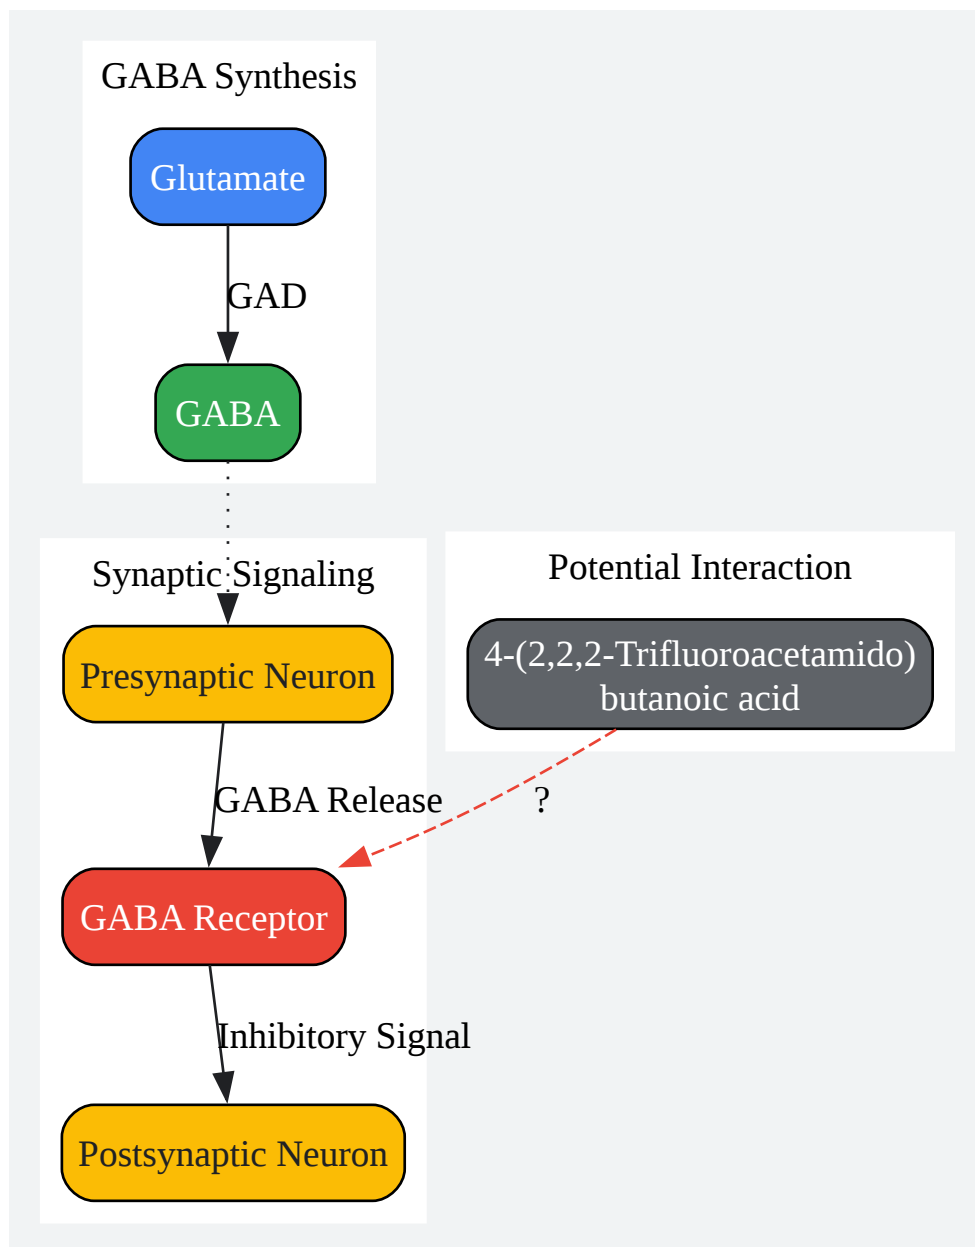 GABA Synthesis
Glutamate
GAD
GABA
Synaptic Signaling
Presynaptic Neuron
GABA Release
GABA Receptor
Inhibitory Signal
Postsynaptic Neuron
Potential Interaction
4-(2,2,2-Trifluoroacetamido)
butanoic acid
?